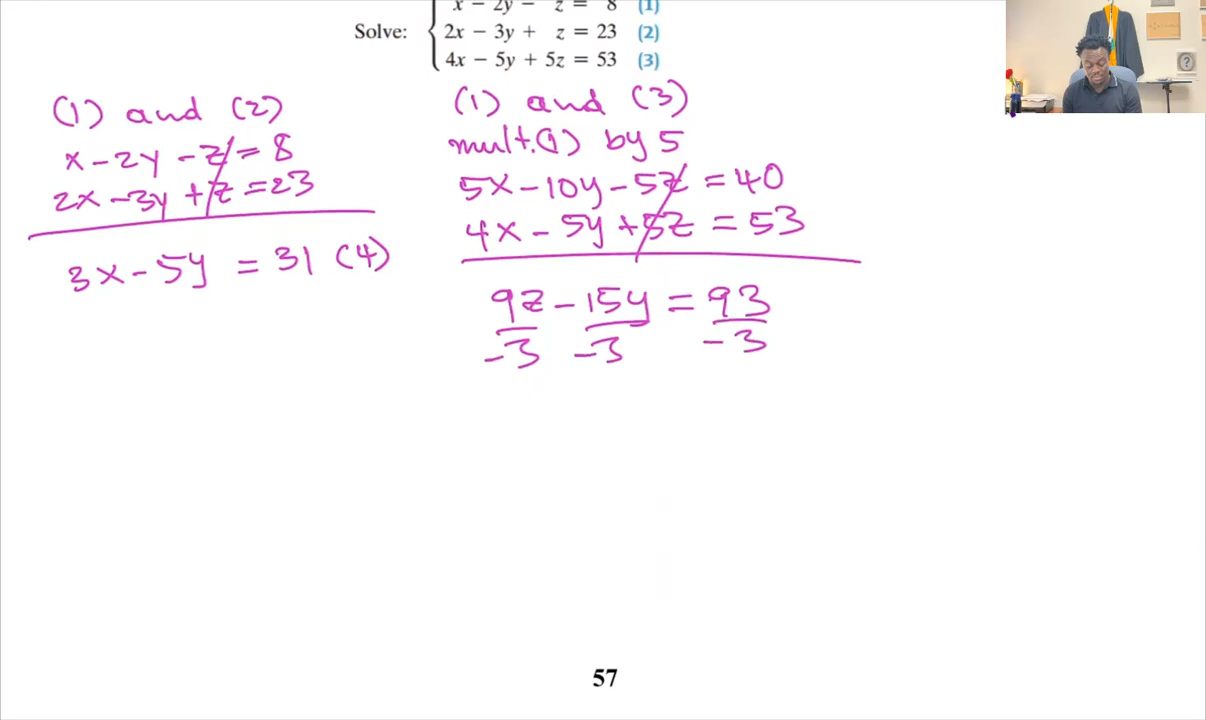 x − 2y − z = 8 (1)
Solve: 2x − 3y + z = 23 (2)
4x − 5y + 5z = 53 (3)
(1) and (2)
x - 2y - z = 8
2x - 3y + z = 23
3x - 5y = 31 (4)
(1) and (3)
mult.(1) by 5
5x - 10y - 5z = 40
4x - 5y + 5z = 53
9z - 15y = 93
-3 -3 -3
57